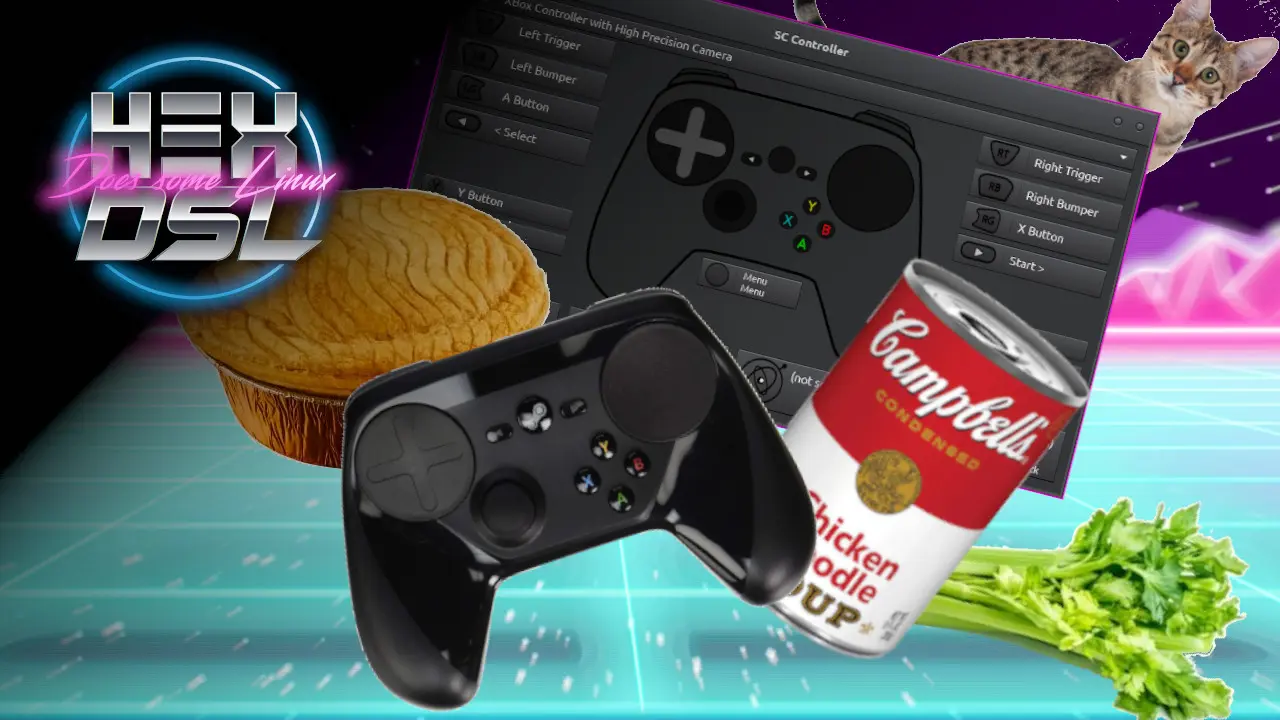 HEX
Does some Linux
DSL
Xbox Controller with High Precision Camera
SC Controller
Left Trigger
Left Bumper
A Button
< Select
Y Button
RT
Right Trigger
RB
Right Bumper
RG
X Button
Start >
Y
X
B
A
Menu
Menu
(not s
Y
B
X
A
Campbell's
CONDENSED
Chicken
Noodle
SOUP